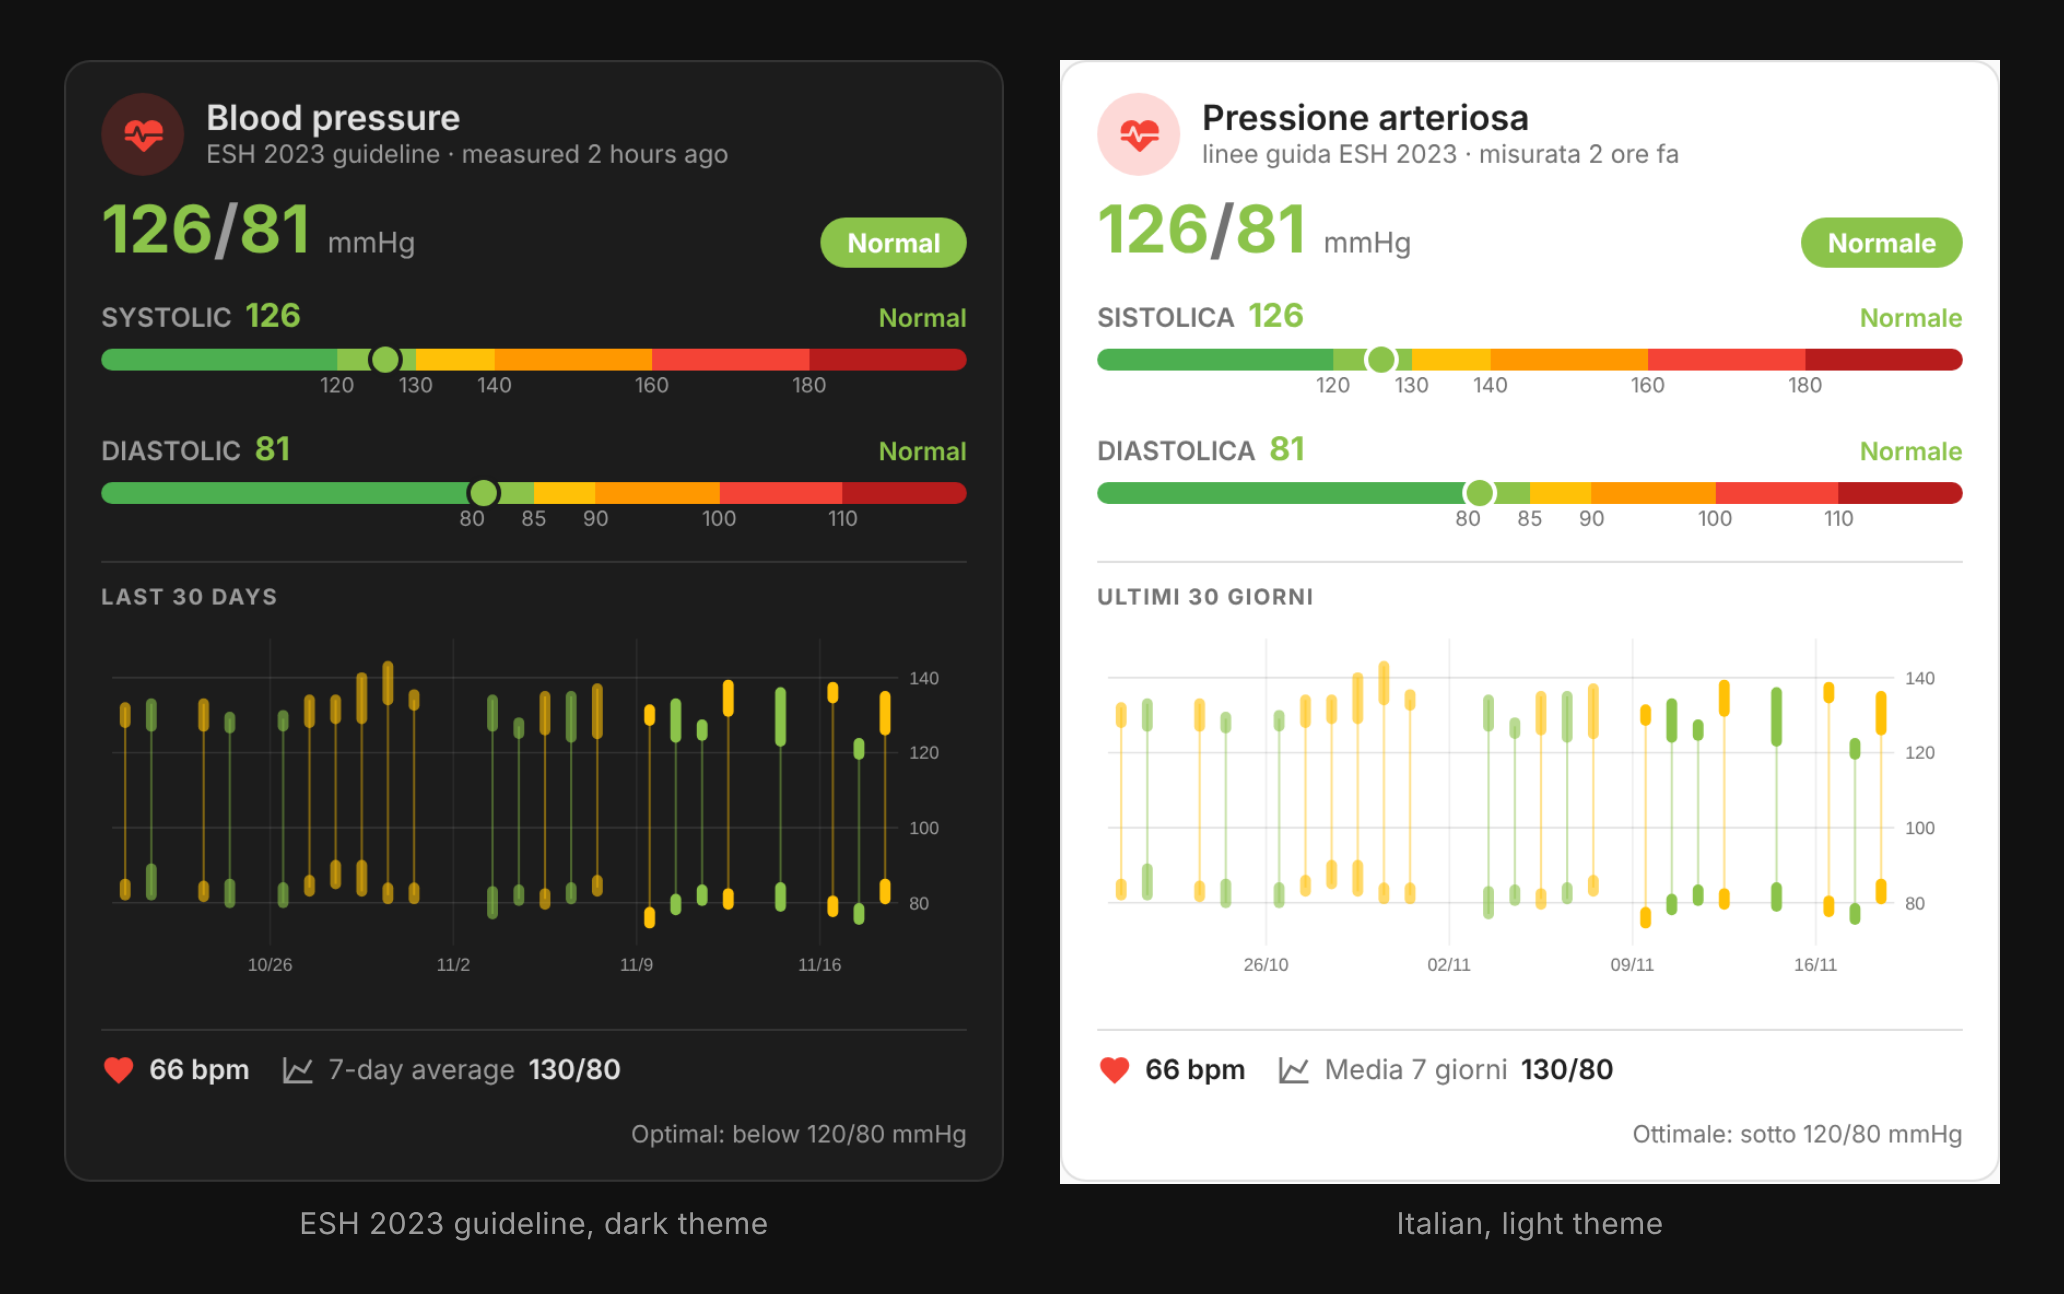 Blood pressure
ESH 2023 guideline · measured 2 hours ago
126/81 mmHg
Normal
SYSTOLIC 126
Normal
120 130 140 160 180
DIASTOLIC 81
Normal
80 85 90 100 110
LAST 30 DAYS
140
120
100
80
10/26 11/2 11/9 11/16
66 bpm 7-day average 130/80
Optimal: below 120/80 mmHg
ESH 2023 guideline, dark theme
Pressione arteriosa
linee guida ESH 2023 · misurata 2 ore fa
126/81 mmHg
Normale
SISTOLICA 126
Normale
120 130 140 160 180
DIASTOLICA 81
Normale
80 85 90 100 110
ULTIMI 30 GIORNI
140
120
100
80
26/10 02/11 09/11 16/11
66 bpm Media 7 giorni 130/80
Ottimale: sotto 120/80 mmHg
Italian, light theme